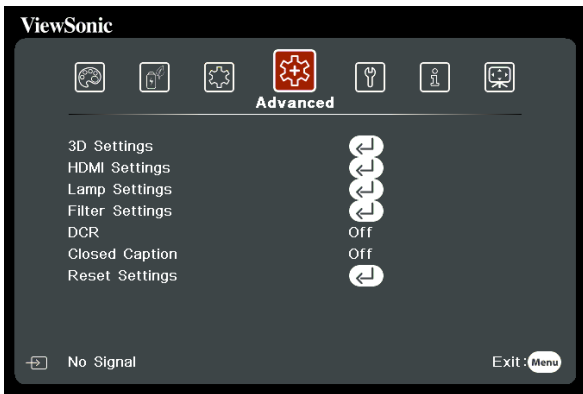 ViewSonic
Advanced
3D Settings
HDMI Settings
Lamp Settings
Filter Settings
DCR Off
Closed Caption Off
Reset Settings
No Signal Exit: Menu